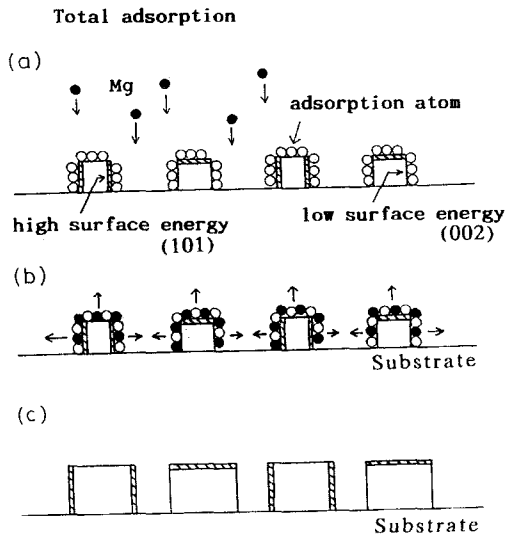 Total adsorption
(a)
Mg
adsorption atom
high surface energy
(101)
low surface energy
(002)
(b)
Substrate
(c)
Substrate